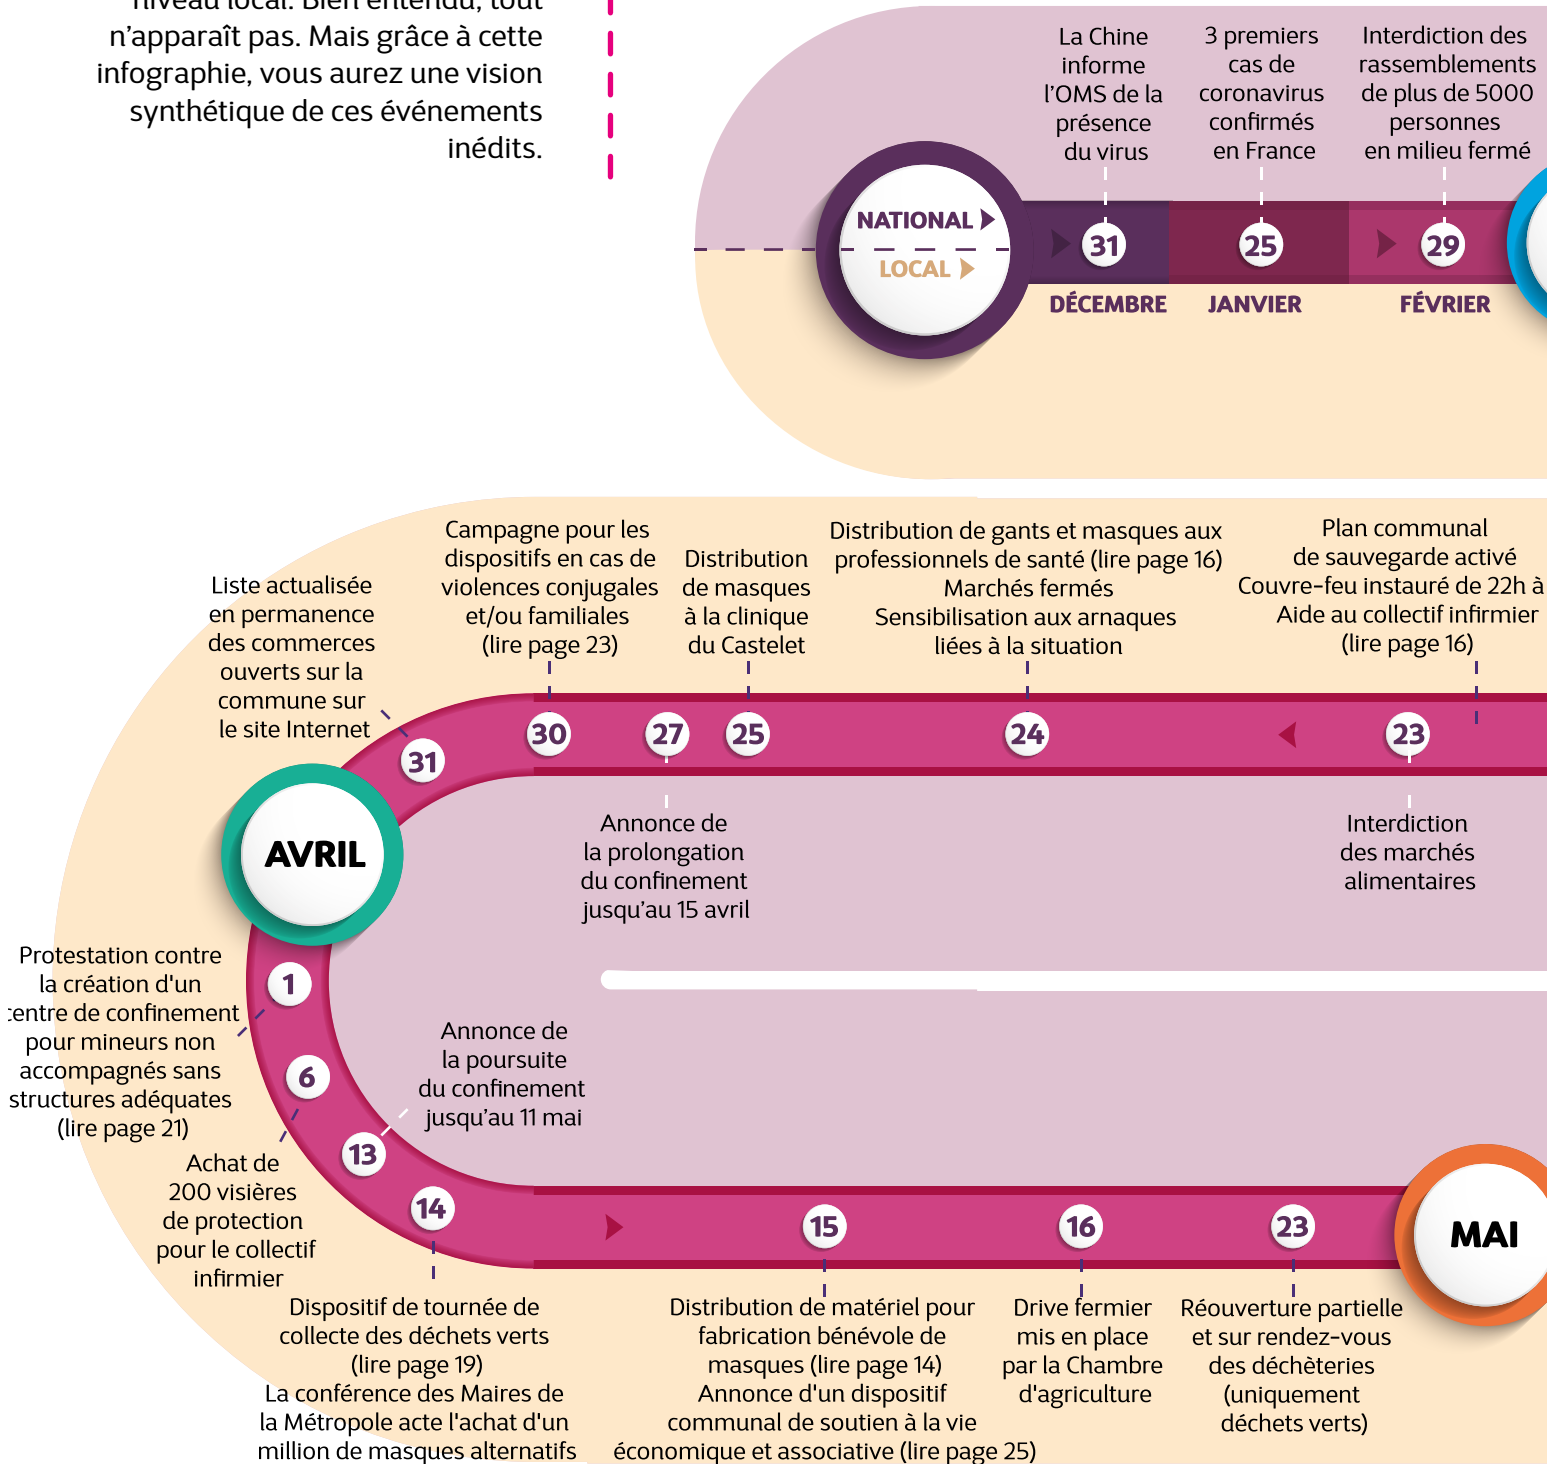 niveau local. Bien entendu, tout
n'apparaît pas. Mais grâce à cette
infographie, vous aurez une vision
synthétique de ces événements
inédits.
NATIONAL
LOCAL
La Chine
informe
l'OMS de la
présence
du virus
31
DÉCEMBRE
3 premiers
cas de
coronavirus
confirmés
en France
25
JANVIER
Interdiction des
rassemblements
de plus de 5000
personnes
en milieu fermé
29
FÉVRIER
Plan communal
de sauvegarde activé
Couvre-feu instauré de 22h à
Aide au collectif infirmier
(lire page 16)
23
Interdiction
des marchés
alimentaires
Distribution de gants et masques aux
professionnels de santé (lire page 16)
Marchés fermés
Sensibilisation aux arnaques
liées à la situation
24
Distribution
de masques
à la clinique
du Castelet
25
27
Annonce de
la prolongation
du confinement
jusqu'au 15 avril
Campagne pour les
dispositifs en cas de
violences conjugales
et/ou familiales
(lire page 23)
30
Liste actualisée
en permanence
des commerces
ouverts sur la
commune sur
le site Internet
31
AVRIL
1
Protestation contre
la création d'un
centre de confinement
pour mineurs non
accompagnés sans
structures adéquates
(lire page 21)
6
Achat de
200 visières
de protection
pour le collectif
infirmier
13
Annonce de
la poursuite
du confinement
jusqu'au 11 mai
14
Dispositif de tournée de
collecte des déchets verts
(lire page 19)
La conférence des Maires de
la Métropole acte l'achat d'un
million de masques alternatifs
15
Distribution de matériel pour
fabrication bénévole de
masques (lire page 14)
Annonce d'un dispositif
communal de soutien à la vie
économique et associative (lire page 25)
16
Drive fermier
mis en place
par la Chambre
d'agriculture
23
Réouverture partielle
et sur rendez-vous
des déchèteries
(uniquement
déchets verts)
MAI